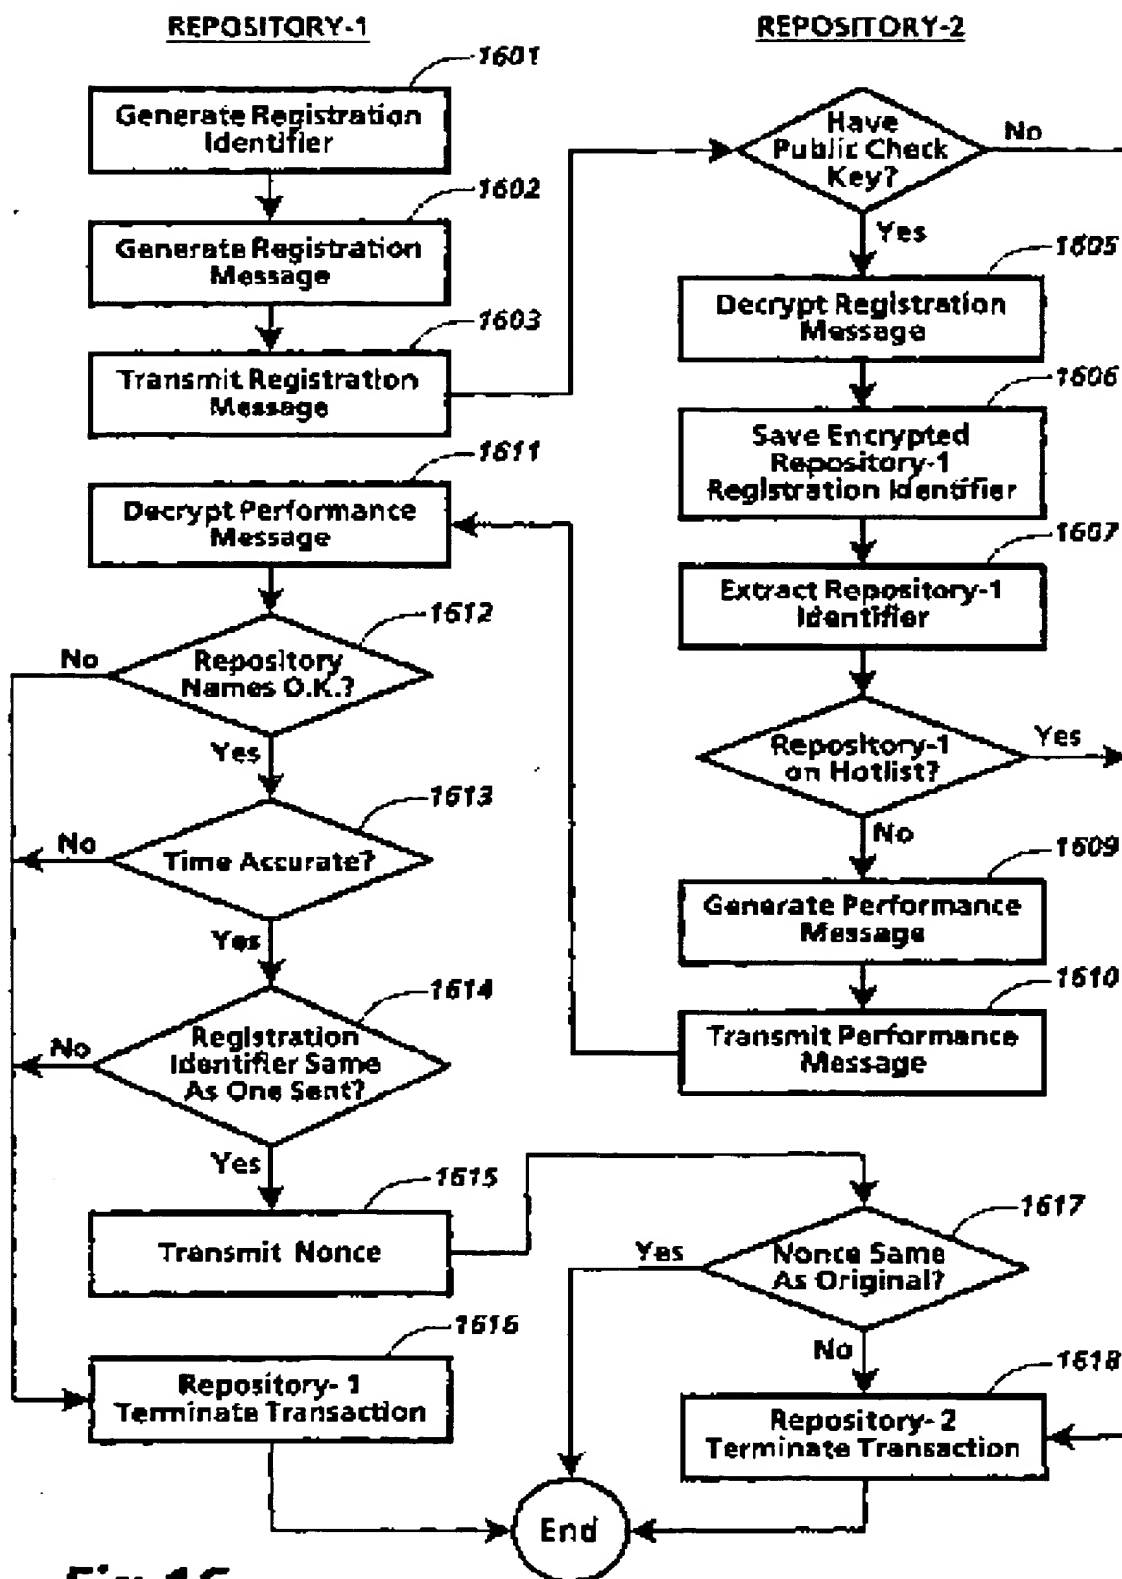 REPOSITORY-1
1601
Generate Registration
Identifier
1602
Generate Registration
Message
1603
Transmit Registration
Message
1611
Decrypt Performance
Message
1612
Repository
Names O.K.?
No
Yes
1613
Time Accurate?
No
Yes
1614
Registration
Identifier Same
As One Sent?
No
Yes
1615
Transmit Nonce
1616
Repository-1
Terminate Transaction
REPOSITORY-2
Have
Public Check
Key?
No
Yes
1605
Decrypt Registration
Message
1606
Save Encrypted
Repository-1
Registration Identifier
1607
Extract Repository-1
Identifier
Repository-1
on Hotlist?
Yes
No
1609
Generate Performance
Message
1610
Transmit Performance
Message
1617
Nonce Same
As Original?
Yes
No
1618
Repository-2
Terminate Transaction
End